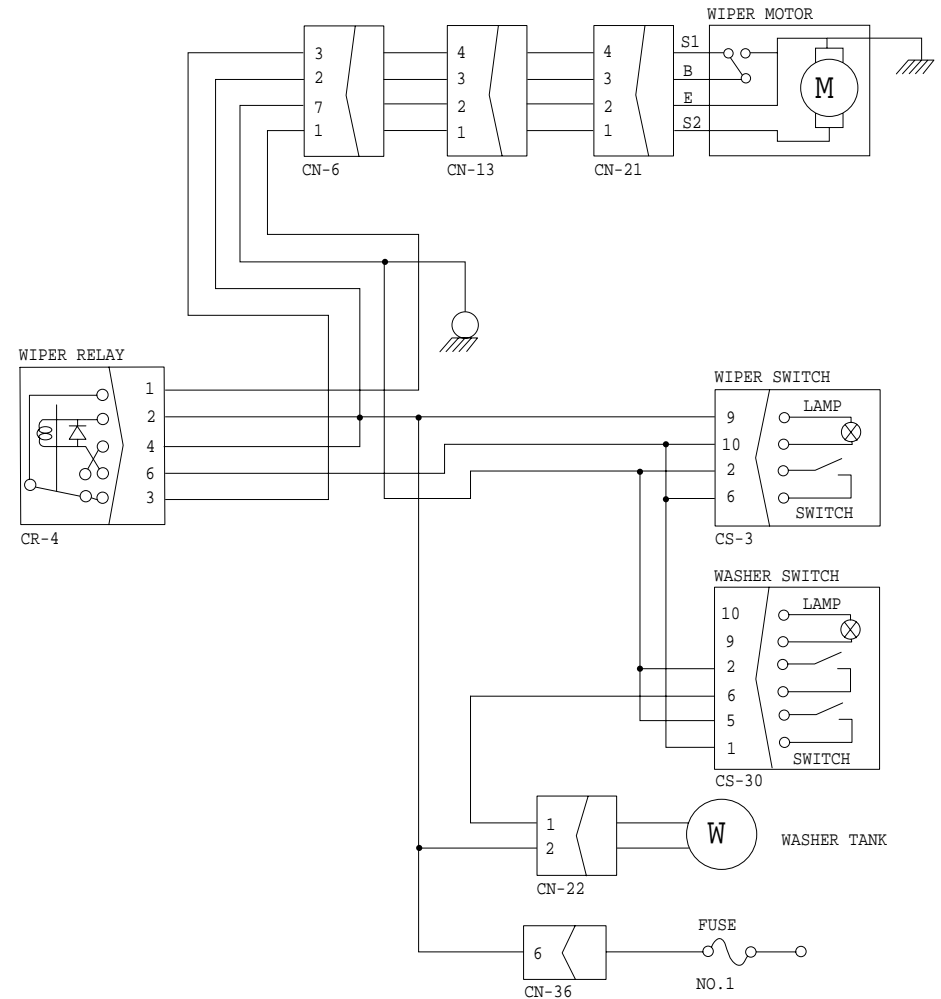 WIPER MOTOR
3 4 4 S1
2 3 3 B
7 2 2 E
1 1 1 S2
M
CN-6 CN-13 CN-21
WIPER RELAY
1
2
4
6
3
CR-4
WIPER SWITCH
9 LAMP
10
2
6
SWITCH
CS-3
WASHER SWITCH
10 LAMP
9
2
6
5
1
SWITCH
CS-30
1
2
W
WASHER TANK
CN-22
FUSE
6
CN-36
NO.1